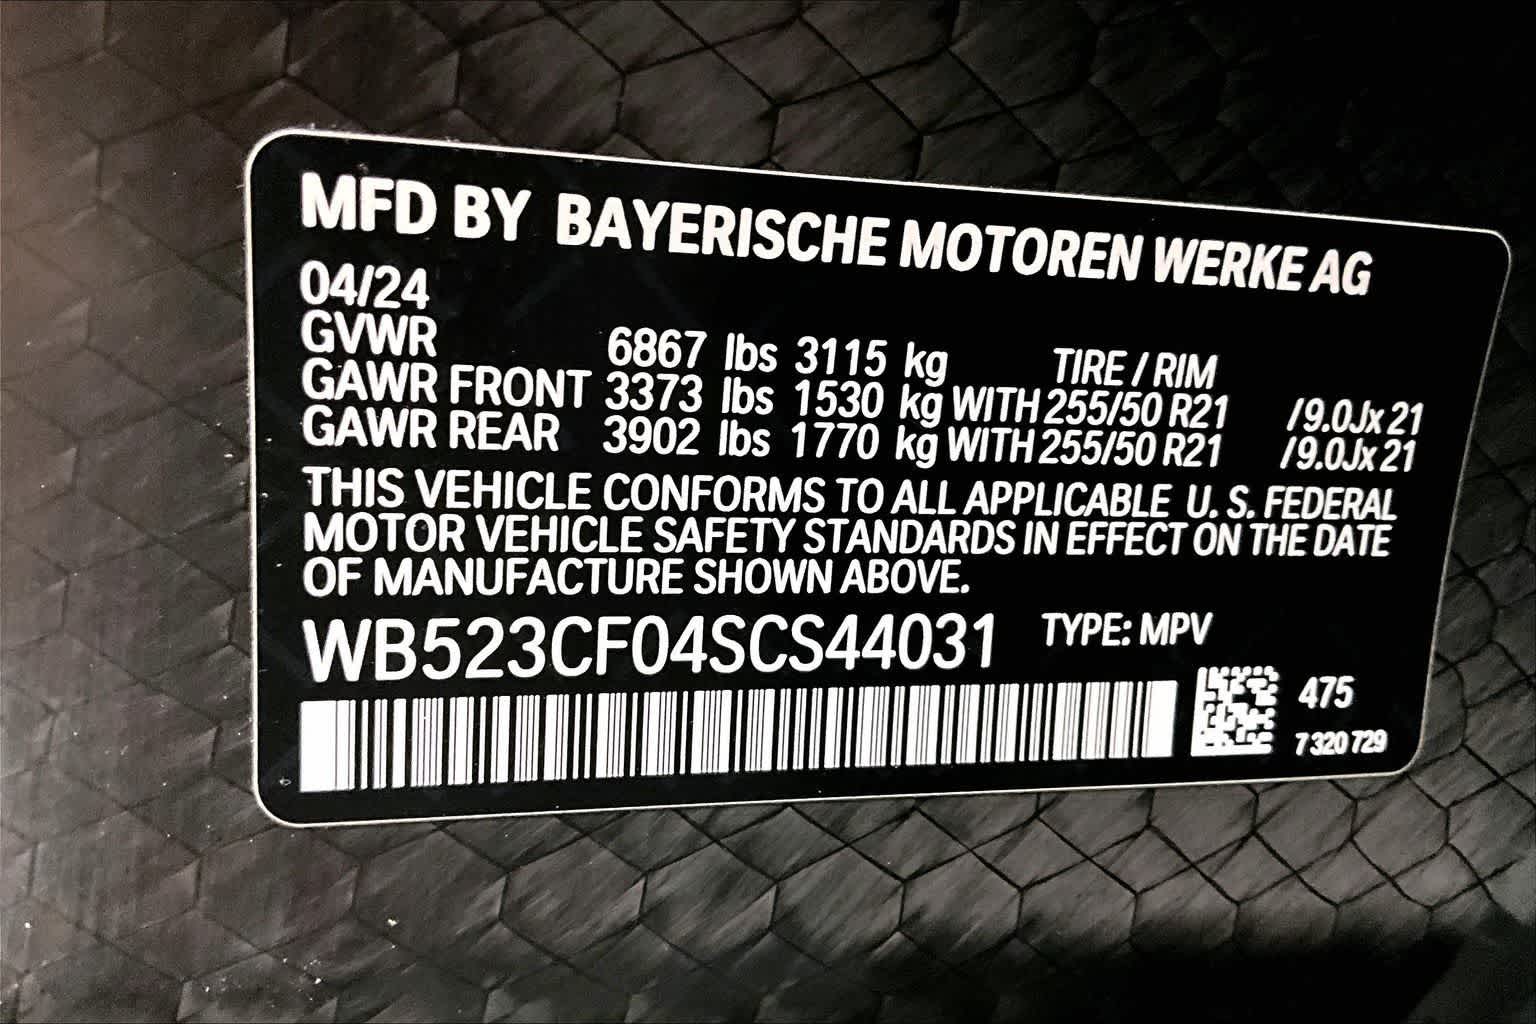 MFD BY BAYERISCHE MOTOREN WERKE AG
04/24
GVWR 6867 lbs 3115 kg TIRE / RIM
GAWR FRONT 3373 lbs 1530 kg WITH 255/50 R21 /9.0Jx 21
GAWR REAR 3902 lbs 1770 kg WITH 255/50 R21 /9.0Jx 21
THIS VEHICLE CONFORMS TO ALL APPLICABLE U. S. FEDERAL
MOTOR VEHICLE SAFETY STANDARDS IN EFFECT ON THE DATE
OF MANUFACTURE SHOWN ABOVE.
WB523CF04SCS44031 TYPE: MPV
475
7 320 729